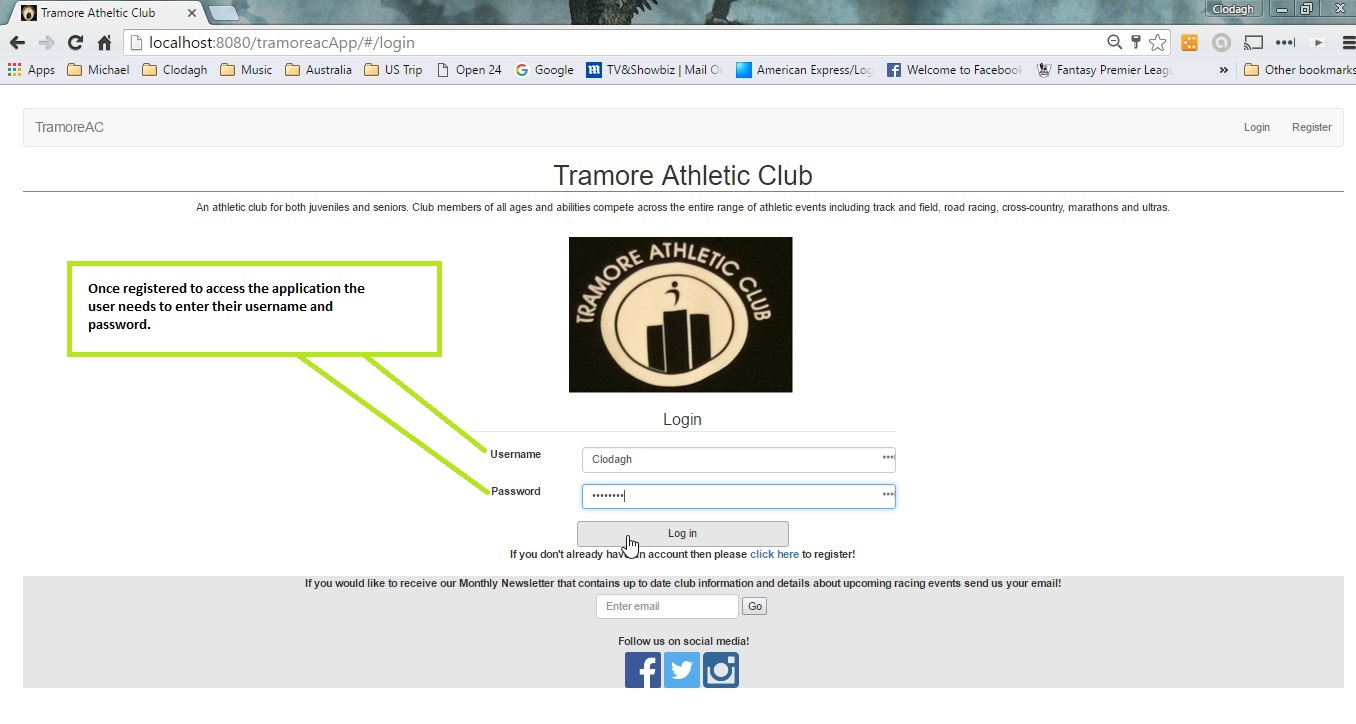 Tramore Atheltic Club
Clodagh
localhost:8080/tramoreacApp/#/login
Apps Michael Clodagh Music Australia US Trip Open 24 Google TV&Showbiz | Mail Or American Express/Log Welcome to Facebook Fantasy Premier Leagu » Other bookmarks
TramoreAC Login Register
Tramore Athletic Club
An athletic club for both juveniles and seniors. Club members of all ages and abilities compete across the entire range of athletic events including track and field, road racing, cross-country, marathons and ultras.
TRAMORE ATHLETIC CLUB
Once registered to access the application the
user needs to enter their username and
password.
Login
Username Clodagh
Password ••••••••
Log in
If you don't already have an account then please click here to register!
If you would like to receive our Monthly Newsletter that contains up to date club information and details about upcoming racing events send us your email!
Enter email Go
Follow us on social media!